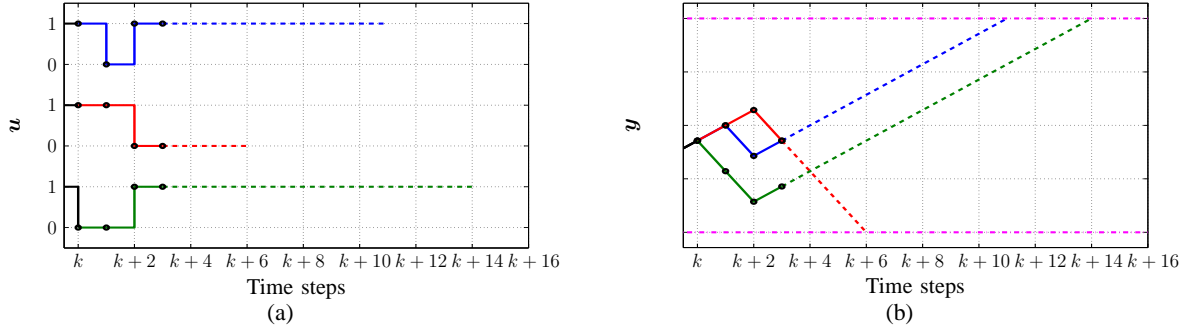 1
0
1
0
1
0
u
k
k + 2
k + 4
k + 6
k + 8
k + 10
k + 12
k + 14
k + 16
Time steps
(a)
y
k
k + 2
k + 4
k + 6
k + 8
k + 10
k + 12
k + 14
k + 16
Time steps
(b)